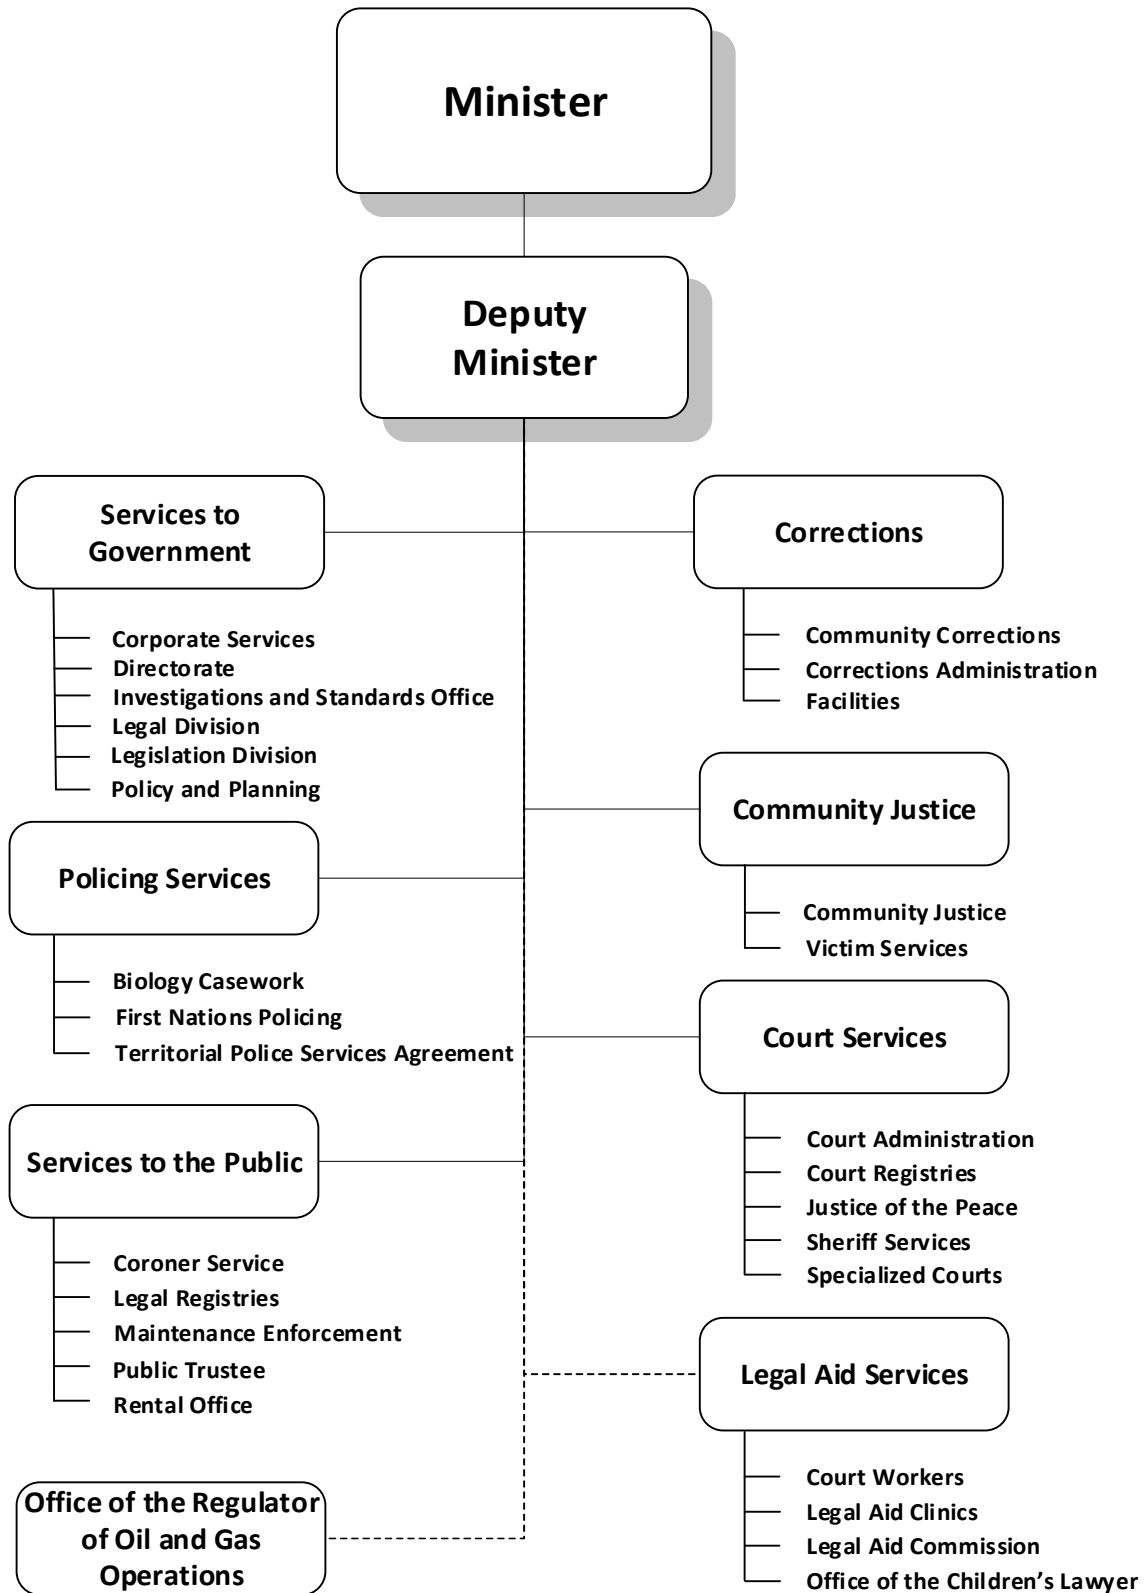 Minister
Deputy
Minister
Services to
Government
Corporate Services
Directorate
Investigations and Standards Office
Legal Division
Legislation Division
Policy and Planning
Corrections
Community Corrections
Corrections Administration
Facilities
Policing Services
Biology Casework
First Nations Policing
Territorial Police Services Agreement
Community Justice
Community Justice
Victim Services
Services to the Public
Coroner Service
Legal Registries
Maintenance Enforcement
Public Trustee
Rental Office
Court Services
Court Administration
Court Registries
Justice of the Peace
Sheriff Services
Specialized Courts
Office of the Regulator
of Oil and Gas
Operations
Legal Aid Services
Court Workers
Legal Aid Clinics
Legal Aid Commission
Office of the Children’s Lawyer